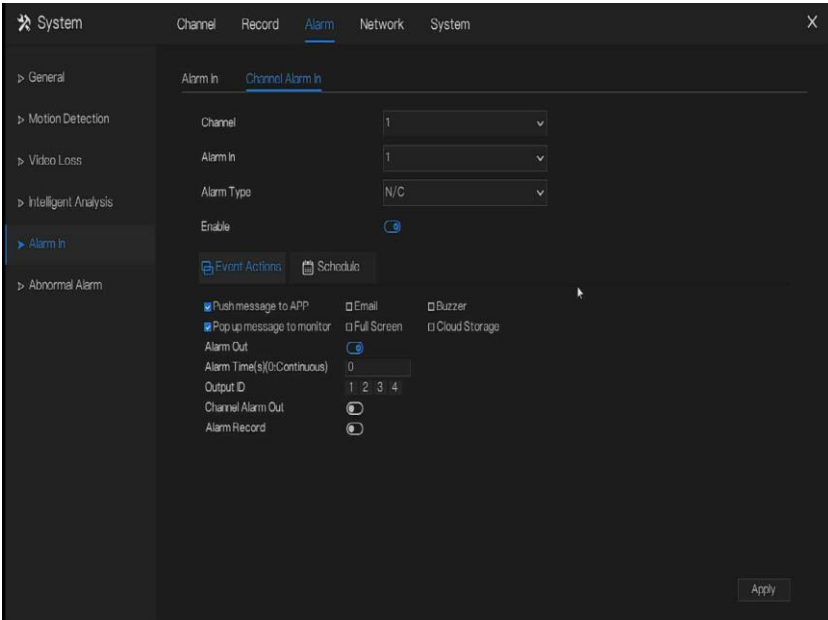 System Channel Record Alarm Network System X
General
Motion Detection
Video Loss
Intelligent Analysis
Alarm In
Abnormal Alarm
Alarm In Channel Alarm In
Channel 1
Alarm In 1
Alarm Type N/C
Enable
Event Actions Schedule
Push message to APP Email Buzzer
Pop up message to monitor Full Screen Cloud Storage
Alarm Out
Alarm Time(s)(0:Continuous) 0
Output ID 1 2 3 4
Channel Alarm Out
Alarm Record
Apply